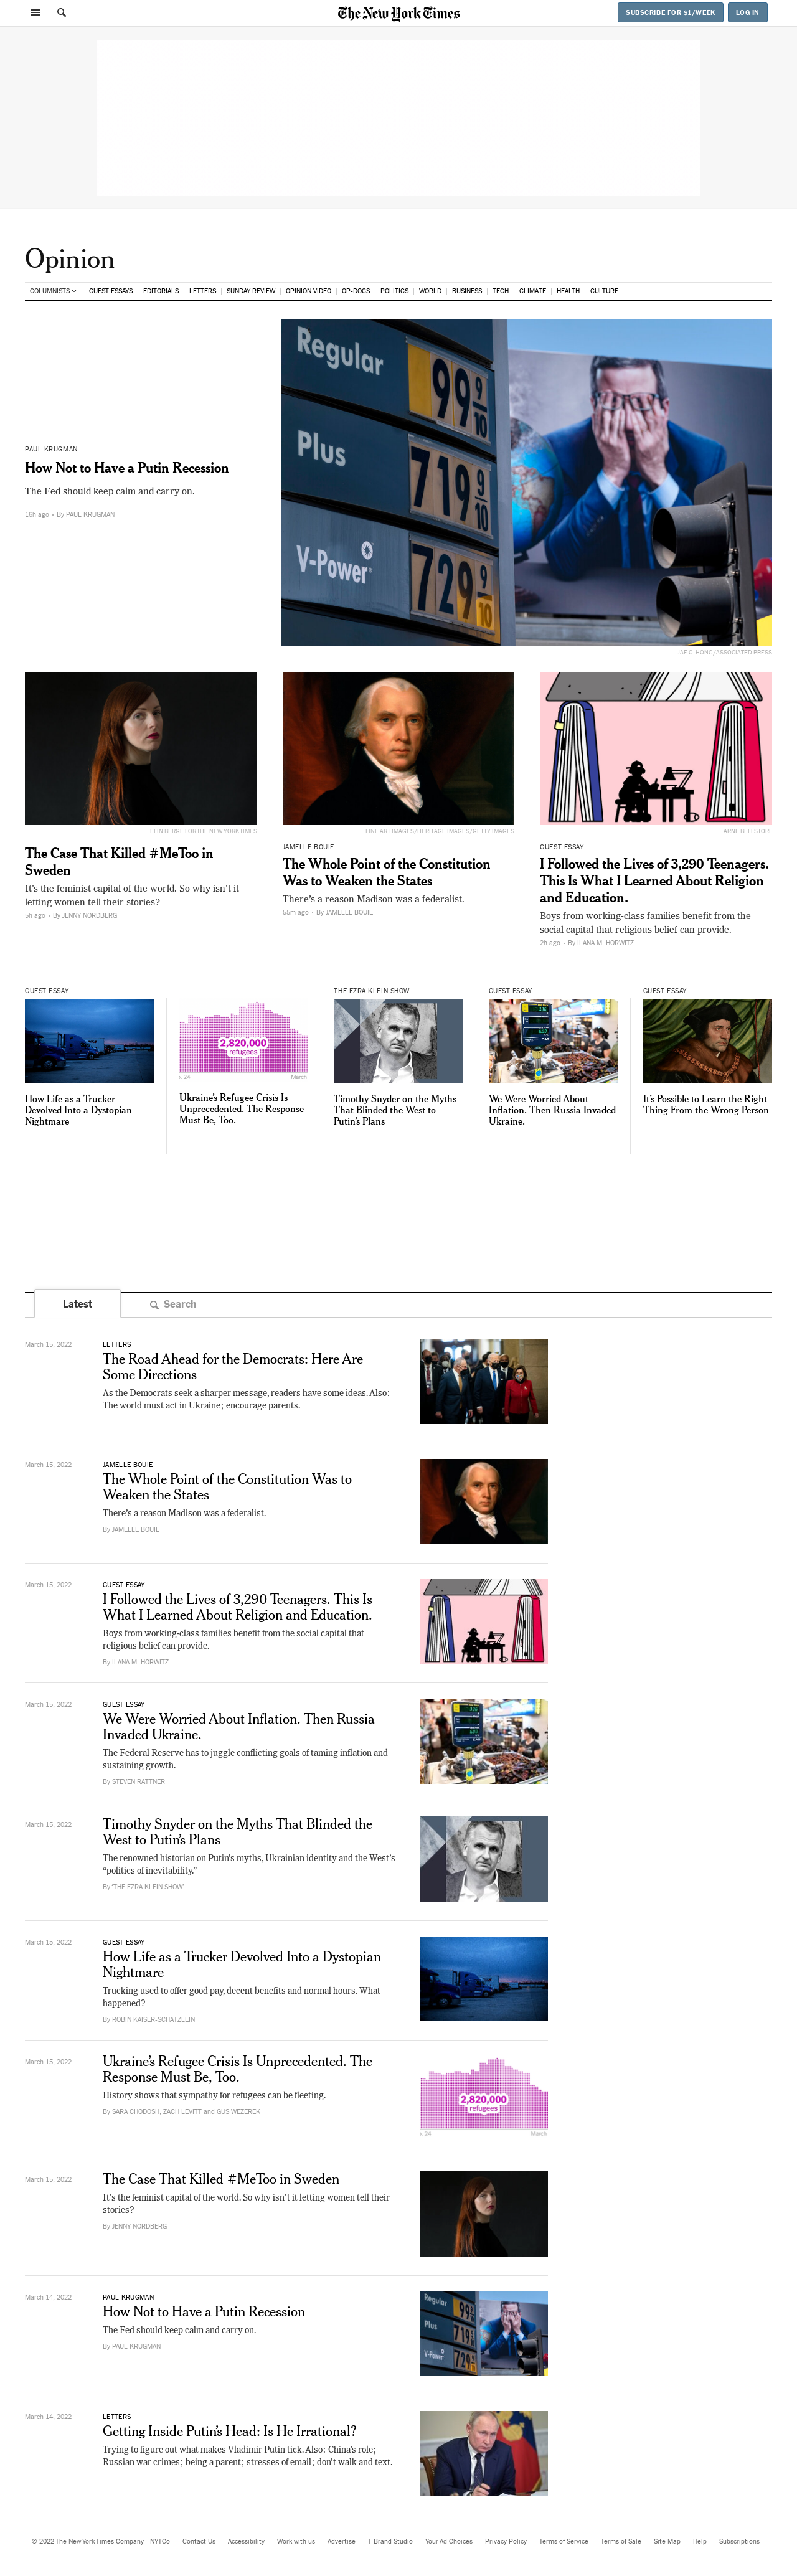 The New York Times
SUBSCRIBE FOR $1/WEEK
LOG IN
Opinion
COLUMNISTS
GUEST ESSAYS
EDITORIALS
LETTERS
SUNDAY REVIEW
OPINION VIDEO
OP-DOCS
POLITICS
WORLD
BUSINESS
TECH
CLIMATE
HEALTH
CULTURE
PAUL KRUGMAN
How Not to Have a Putin Recession
The Fed should keep calm and carry on.
16h ago • By PAUL KRUGMAN
Regular 699 9/10
Plus 719 9/10
V-Power 729 9/10
JAE C. HONG/ASSOCIATED PRESS
ELIN BERGE FOR THE NEW YORK TIMES
The Case That Killed #MeToo in
Sweden
It's the feminist capital of the world. So why isn't it
letting women tell their stories?
5h ago • By JENNY NORDBERG
FINE ART IMAGES/HERITAGE IMAGES/GETTY IMAGES
JAMELLE BOUIE
The Whole Point of the Constitution
Was to Weaken the States
There's a reason Madison was a federalist.
55m ago • By JAMELLE BOUIE
ARNE BELLSTORF
GUEST ESSAY
I Followed the Lives of 3,290 Teenagers.
This Is What I Learned About Religion
and Education.
Boys from working-class families benefit from the
social capital that religious belief can provide.
2h ago • By ILANA M. HORWITZ
GUEST ESSAY
How Life as a Trucker
Devolved Into a Dystopian
Nightmare
2,820,000
refugees
. 24
March
Ukraine's Refugee Crisis Is
Unprecedented. The Response
Must Be, Too.
THE EZRA KLEIN SHOW
Timothy Snyder on the Myths
That Blinded the West to
Putin's Plans
GUEST ESSAY
We Were Worried About
Inflation. Then Russia Invaded
Ukraine.
GUEST ESSAY
It's Possible to Learn the Right
Thing From the Wrong Person
Latest
Search
March 15, 2022
LETTERS
The Road Ahead for the Democrats: Here Are
Some Directions
As the Democrats seek a sharper message, readers have some ideas. Also:
The world must act in Ukraine; encourage parents.
March 15, 2022
JAMELLE BOUIE
The Whole Point of the Constitution Was to
Weaken the States
There's a reason Madison was a federalist.
By JAMELLE BOUIE
March 15, 2022
GUEST ESSAY
I Followed the Lives of 3,290 Teenagers. This Is
What I Learned About Religion and Education.
Boys from working-class families benefit from the social capital that
religious belief can provide.
By ILANA M. HORWITZ
March 15, 2022
GUEST ESSAY
We Were Worried About Inflation. Then Russia
Invaded Ukraine.
The Federal Reserve has to juggle conflicting goals of taming inflation and
sustaining growth.
By STEVEN RATTNER
March 15, 2022
Timothy Snyder on the Myths That Blinded the
West to Putin's Plans
The renowned historian on Putin's myths, Ukrainian identity and the West's
“politics of inevitability.”
By 'THE EZRA KLEIN SHOW'
March 15, 2022
GUEST ESSAY
How Life as a Trucker Devolved Into a Dystopian
Nightmare
Trucking used to offer good pay, decent benefits and normal hours. What
happened?
By ROBIN KAISER-SCHATZLEIN
March 15, 2022
Ukraine's Refugee Crisis Is Unprecedented. The
Response Must Be, Too.
History shows that sympathy for refugees can be fleeting.
By SARA CHODOSH, ZACH LEVITT and GUS WEZEREK
2,820,000
refugees
. 24
March
March 15, 2022
The Case That Killed #MeToo in Sweden
It's the feminist capital of the world. So why isn't it letting women tell their
stories?
By JENNY NORDBERG
March 14, 2022
PAUL KRUGMAN
How Not to Have a Putin Recession
The Fed should keep calm and carry on.
By PAUL KRUGMAN
Regular
Plus 719
V-Power 729
March 14, 2022
LETTERS
Getting Inside Putin's Head: Is He Irrational?
Trying to figure out what makes Vladimir Putin tick. Also: China's role;
Russian war crimes; being a parent; stresses of email; don't walk and text.
© 2022 The New York Times Company
NYTCo
Contact Us
Accessibility
Work with us
Advertise
T Brand Studio
Your Ad Choices
Privacy Policy
Terms of Service
Terms of Sale
Site Map
Help
Subscriptions